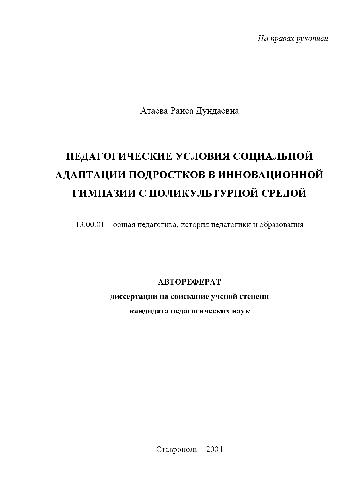 На правах рукописи
Атаева Раиса Дундаевна
ПЕДАГОГИЧЕСКИЕ УСЛОВИЯ СОЦИАЛЬНОЙ
АДАПТАЦИИ ПОДРОСТКОВ В ИННОВАЦИОННОЙ
ГИМНАЗИИ С ПОЛИКУЛЬТУРНОЙ СРЕДОЙ
13.00.01 – общая педагогика, история педагогики и образования
АВТОРЕФЕРАТ
диссертации на соискание ученой степени
кандидата педагогических наук
Ставрополь